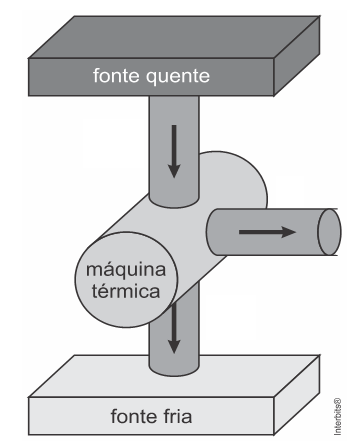 fonte quente
máquina
térmica
fonte fria
Interbits®